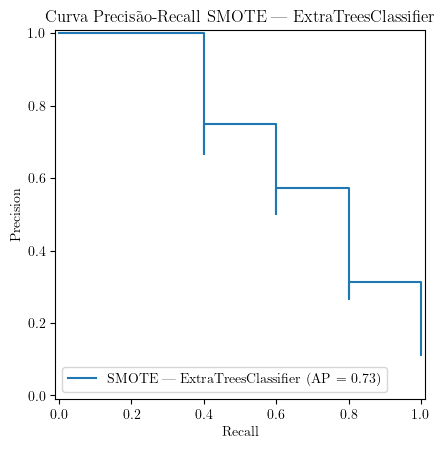 Curva Precisão-Recall SMOTE — ExtraTreesClassifier
1.0
0.8
0.6
0.4
0.2
0.0
Precision
SMOTE — ExtraTreesClassifier (AP = 0.73)
0.0 0.2 0.4 0.6 0.8 1.0
Recall